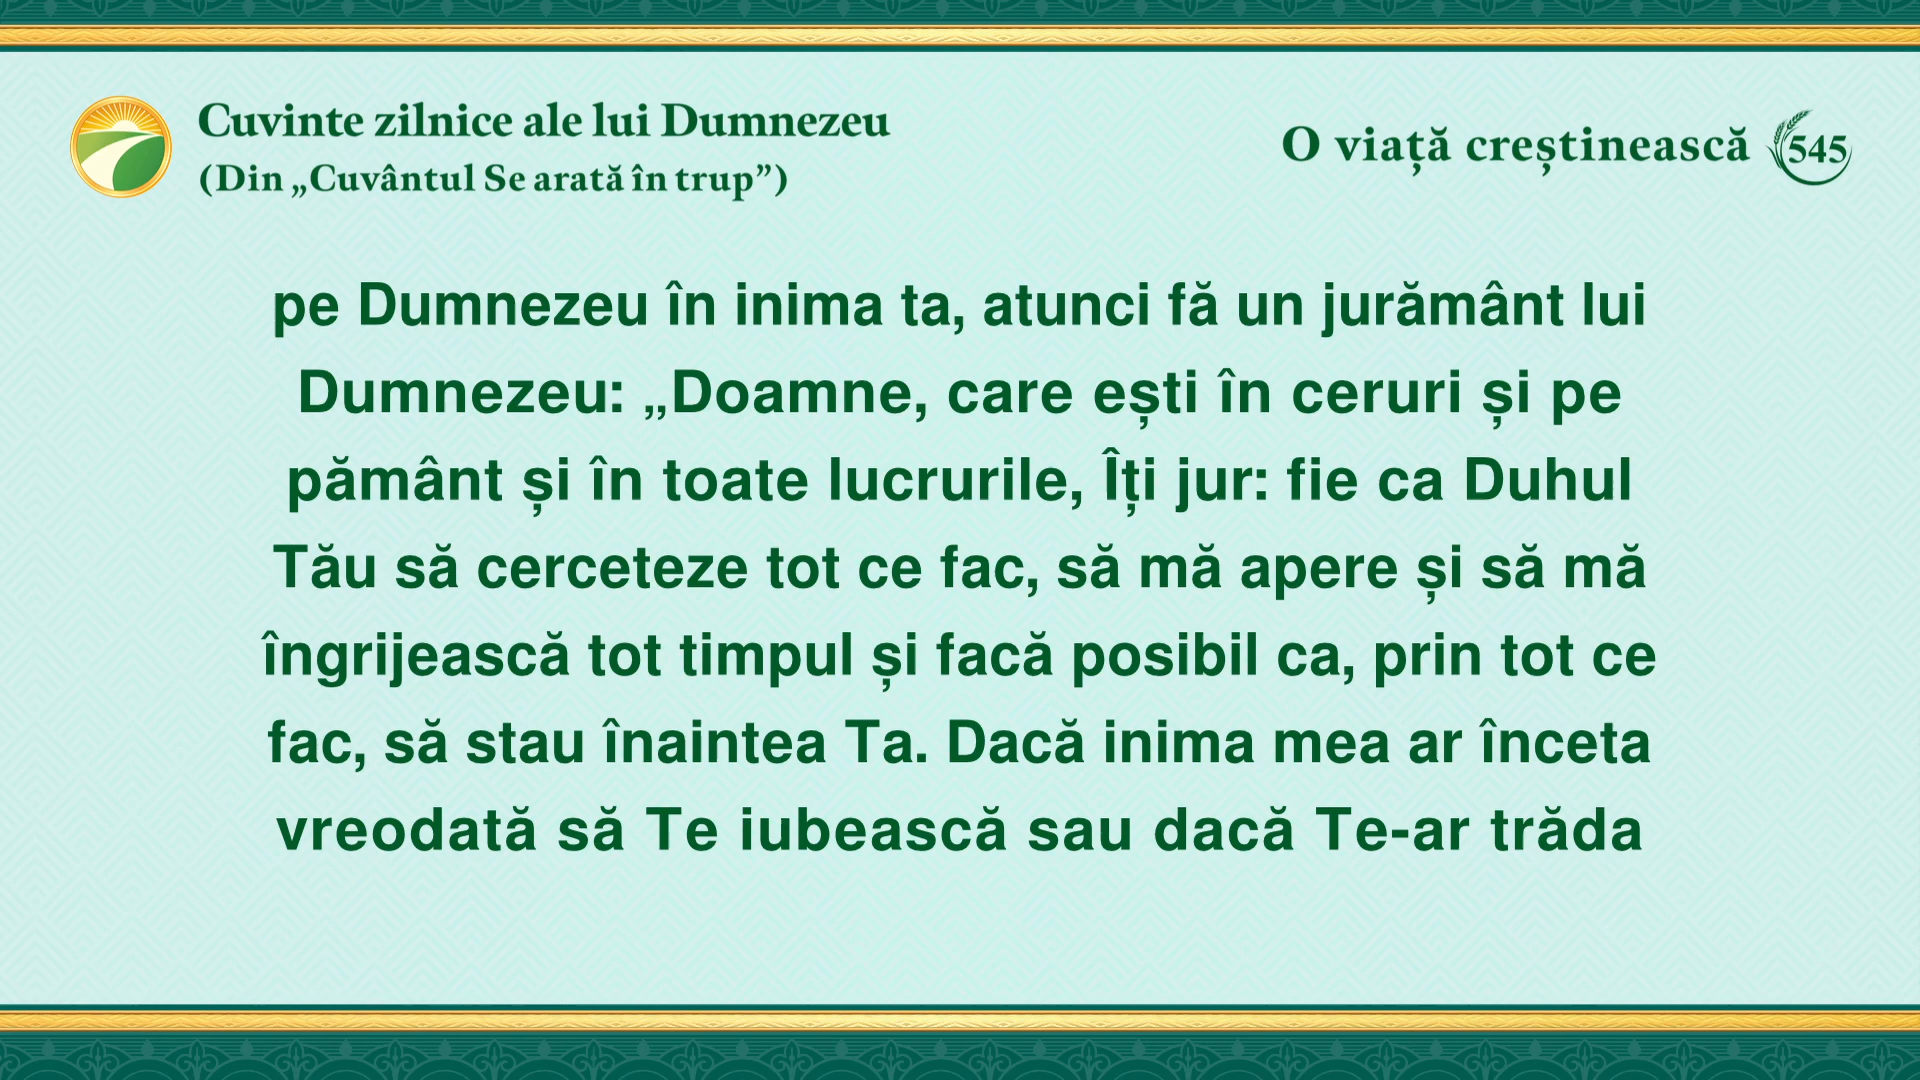 Cuvinte zilnice ale lui Dumnezeu
(Din „Cuvântul Se arată în trup”)
O viață creștinească 545
pe Dumnezeu în inima ta, atunci fă un jurământ lui
Dumnezeu: „Doamne, care ești în ceruri și pe
pământ și în toate lucrurile, Îți jur: fie ca Duhul
Tău să cerceteze tot ce fac, să mă apere și să mă
îngrijească tot timpul și facă posibil ca, prin tot ce
fac, să stau înaintea Ta. Dacă inima mea ar înceta
vreodată să Te iubească sau dacă Te-ar trăda